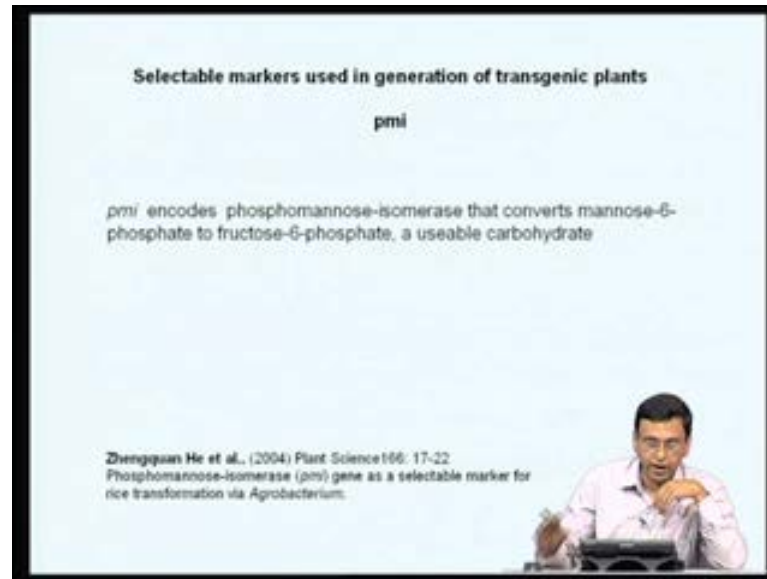 Selectable markers used in generation of transgenic plants
pmi
pmi encodes phosphomannose-isomerase that converts mannose-6-
phosphate to fructose-6-phosphate, a useable carbohydrate
Zhengquan He et al., (2004) Plant Science166: 17-22
Phosphomannose-isomerase (pmi) gene as a selectable marker for
rice transformation via Agrobacterium.